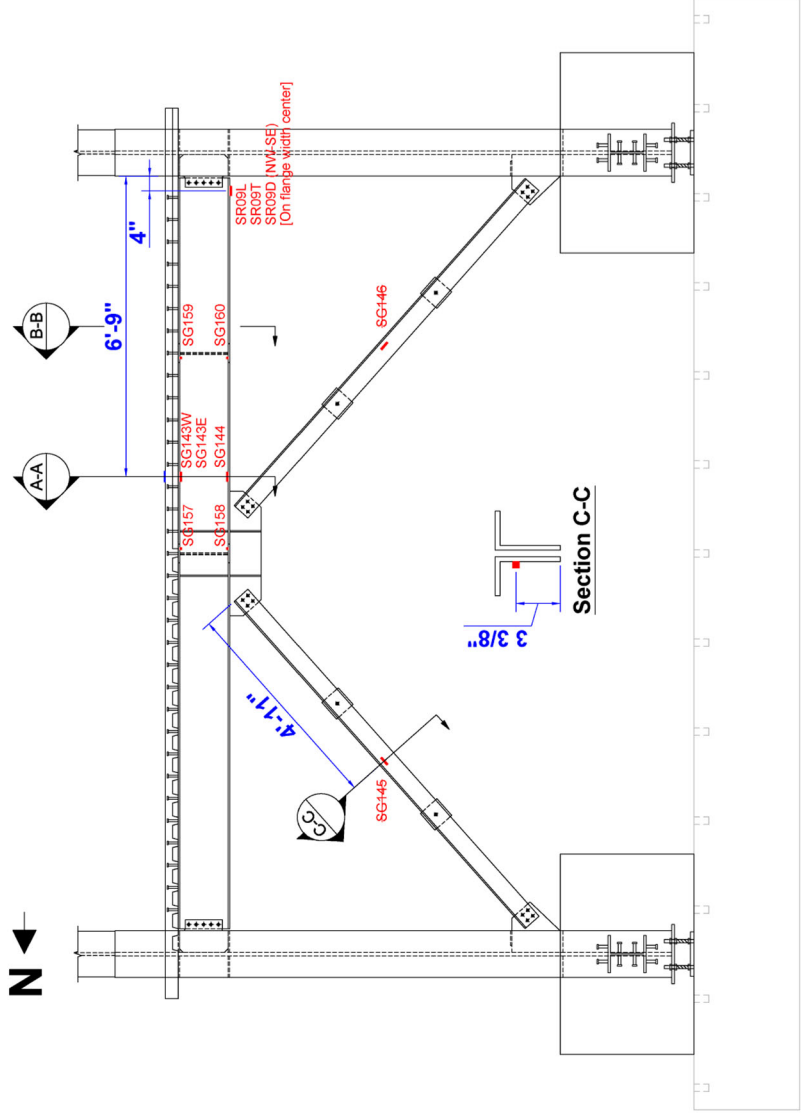 N
A-A
B-B
6'-9"
4"
SG157
SG158
SG143W
SG143E
SG144
SG159
SG160
SR09L
SR09T
SR09D (NW-SE)
[On flange width center]
4'-11"
C-C
SG145
SG146
3 3/8"
Section C-C